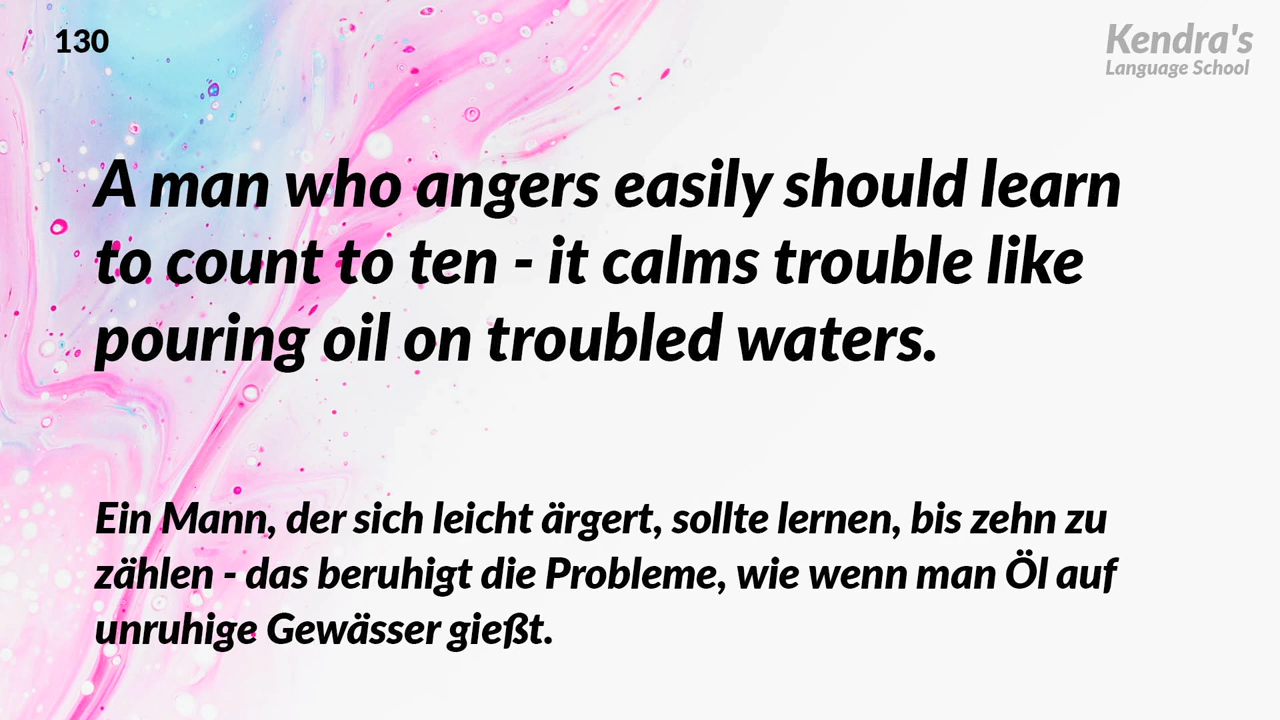 130
Kendra's
Language School
A man who angers easily should learn
to count to ten - it calms trouble like
pouring oil on troubled waters.
Ein Mann, der sich leicht ärgert, sollte lernen, bis zehn zu
zählen - das beruhigt die Probleme, wie wenn man Öl auf
unruhige Gewässer gießt.